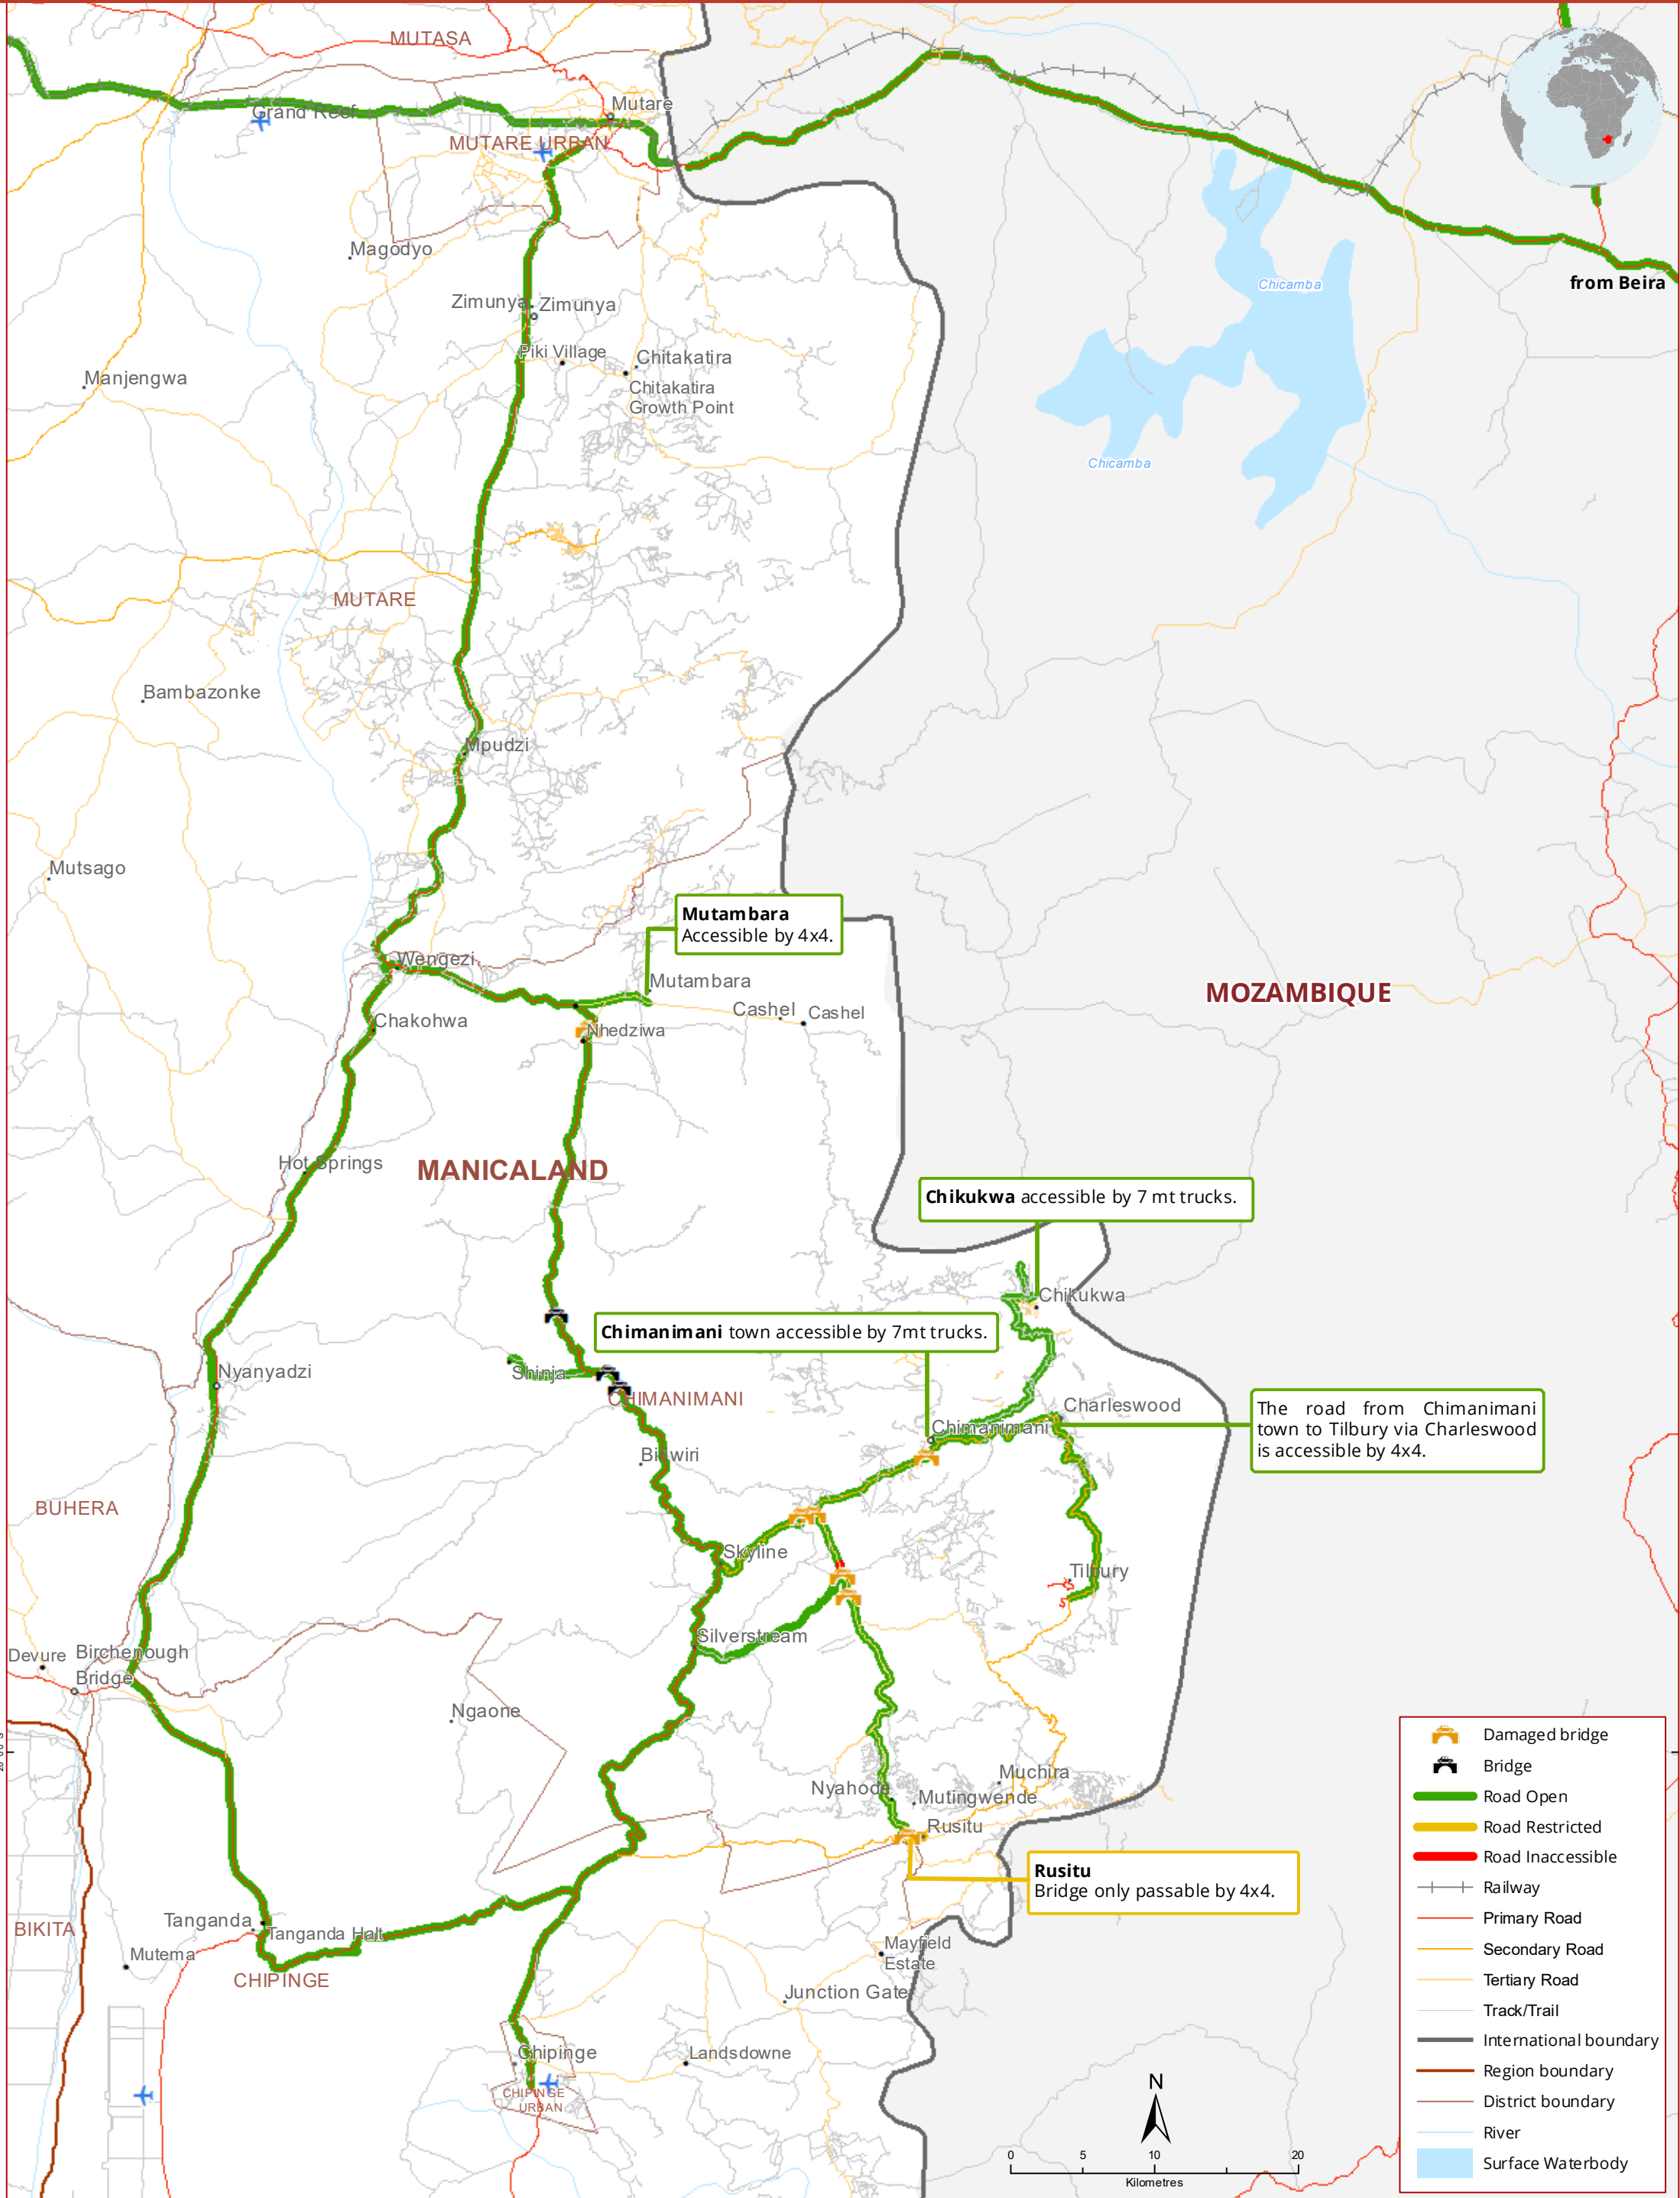 MUTASA
Grand Reef
Mutare
MUTARE URBAN
Magodyo
from Beira
Chicamba
Zimunya
Zimunya
Piki Village
Chitakatira
Chitakatira
Growth Point
Manjengwa
Chicamba
MUTARE
Bambazonke
Mpudzi
Mutsago
Mutambara
Accessible by 4x4.
Wengezi
Mutambara
Cashel
Cashel
MOZAMBIQUE
Chakohwa
Nhedziwa
Hot Springs
MANICALAND
Chikukwa accessible by 7 mt trucks.
Chikukwa
Chimanimani town accessible by 7mt trucks.
Nyanyadzi
Shinja
CHIMANIMANI
Charleswood
The road from Chimanimani
town to Tilbury via Charleswood
is accessible by 4x4.
Chimanimani
Biriwiri
BUHERA
Skyline
Tilbury
Silverstream
Devure
Birchenough
Bridge
Ngaone
Muchira
Nyahode
Mutingwende
Rusitu
Rusitu
Bridge only passable by 4x4.
Tanganda
Tanganda Halt
BIKITA
Mutema
CHIPINGE
Mayfield
Estate
Junction Gate
Chipinge
Landsdowne
CHIPINGE
URBAN
N
0 5 10 20
Kilometres
Damaged bridge
Bridge
Road Open
Road Restricted
Road Inaccessible
Railway
Primary Road
Secondary Road
Tertiary Road
Track/Trail
International boundary
Region boundary
District boundary
River
Surface Waterbody